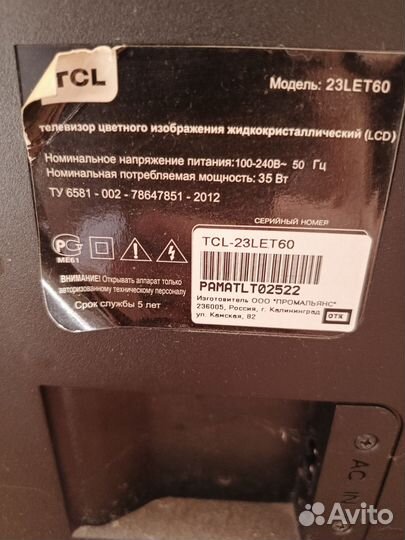 TCL
Модель: 23LET60
телевизор цветного изображения жидкокристаллический (LCD)
Номинальное напряжение питания:100-240В~ 50 Гц
Номинальная потребляемая мощность: 35 Вт
ТУ 6581 - 002 - 78647851 - 2012
СЕРИЙНЫЙ НОМЕР
TCL-23LET60
PAMATLT02522
Изготовитель ООО "ПРОМАЛЬЯНС"
236005, Россия, г. Калининград
ул. Камская, 82
ОТК
МЕ61
ВНИМАНИЕ! Открывать аппарат только
авторизованному техническому персоналу
Срок службы 5 лет
AC IN
Avito